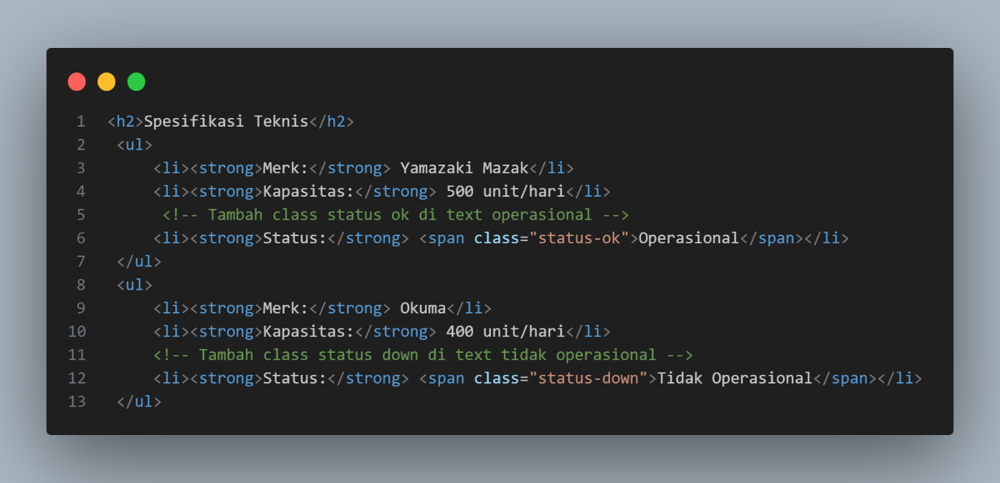 1 <h2>Spesifikasi Teknis</h2>
2 <ul>
3 <li><strong>Merk:</strong> Yamazaki Mazak</li>
4 <li><strong>Kapasitas:</strong> 500 unit/hari</li>
5 <!-- Tambah class status ok di text operasional -->
6 <li><strong>Status:</strong> <span class="status-ok">Operasional</span></li>
7 </ul>
8 <ul>
9 <li><strong>Merk:</strong> Okuma</li>
10 <li><strong>Kapasitas:</strong> 400 unit/hari</li>
11 <!-- Tambah class status down di text tidak operasional -->
12 <li><strong>Status:</strong> <span class="status-down">Tidak Operasional</span></li>
13 </ul>